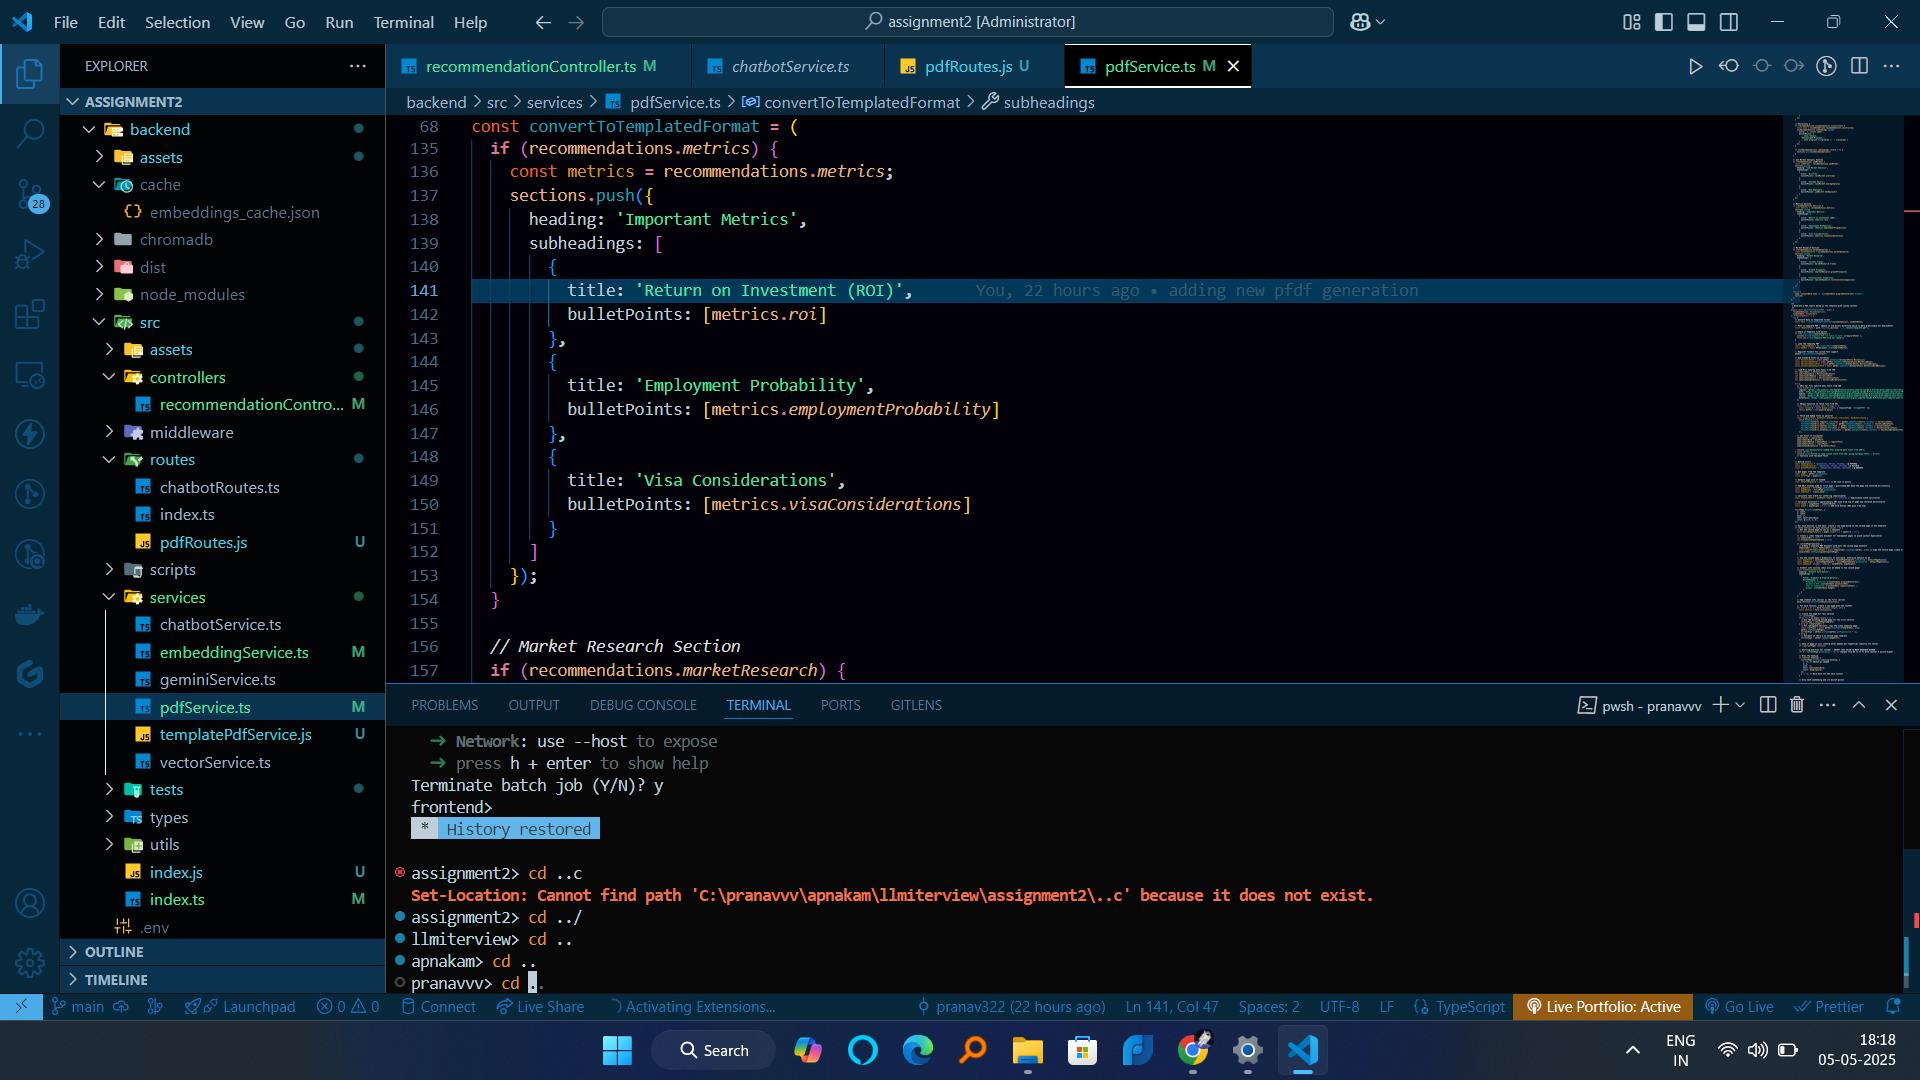 File Edit Selection View Go Run Terminal Help
assignment2 [Administrator]
EXPLORER
recommendationController.ts M
chatbotService.ts
pdfRoutes.js U
pdfService.ts M
ASSIGNMENT2
backend > src > services > pdfService.ts > convertToTemplatedFormat > subheadings
backend
assets
cache
embeddings_cache.json
chromadb
dist
node_modules
src
assets
controllers
recommendationContro... M
middleware
routes
chatbotRoutes.ts
index.ts
pdfRoutes.js U
scripts
services
chatbotService.ts
embeddingService.ts M
geminiService.ts
pdfService.ts M
templatePdfService.js U
vectorService.ts
tests
types
utils
index.js U
index.ts M
.env
OUTLINE
TIMELINE
28
68 const convertToTemplatedFormat = (
135 if (recommendations.metrics) {
136 const metrics = recommendations.metrics;
137 sections.push({
138 heading: 'Important Metrics',
139 subheadings: [
140 {
141 title: 'Return on Investment (ROI)', You, 22 hours ago • adding new pfdf generation
142 bulletPoints: [metrics.roi]
143 },
144 {
145 title: 'Employment Probability',
146 bulletPoints: [metrics.employmentProbability]
147 },
148 {
149 title: 'Visa Considerations',
150 bulletPoints: [metrics.visaConsiderations]
151 }
152 ]
153 });
154 }
155
156 // Market Research Section
157 if (recommendations.marketResearch) {
PROBLEMS OUTPUT DEBUG CONSOLE TERMINAL PORTS GITLENS
pwsh - pranavvv
→ Network: use --host to expose
→ press h + enter to show help
Terminate batch job (Y/N)? y
frontend>
* History restored
assignment2> cd ..c
Set-Location: Cannot find path 'C:\pranavvv\apnakam\llmiterview\assignment2\..c' because it does not exist.
assignment2> cd ../
llmiterview> cd ..
apnakam> cd ..
pranavvv> cd ..
main Launchpad 0 0 Connect Live Share Activating Extensions... pranav322 (22 hours ago) Ln 141, Col 47 Spaces: 2 UTF-8 LF {} TypeScript Live Portfolio: Active Go Live Prettier
Search
ENG
IN
18:18
05-05-2025